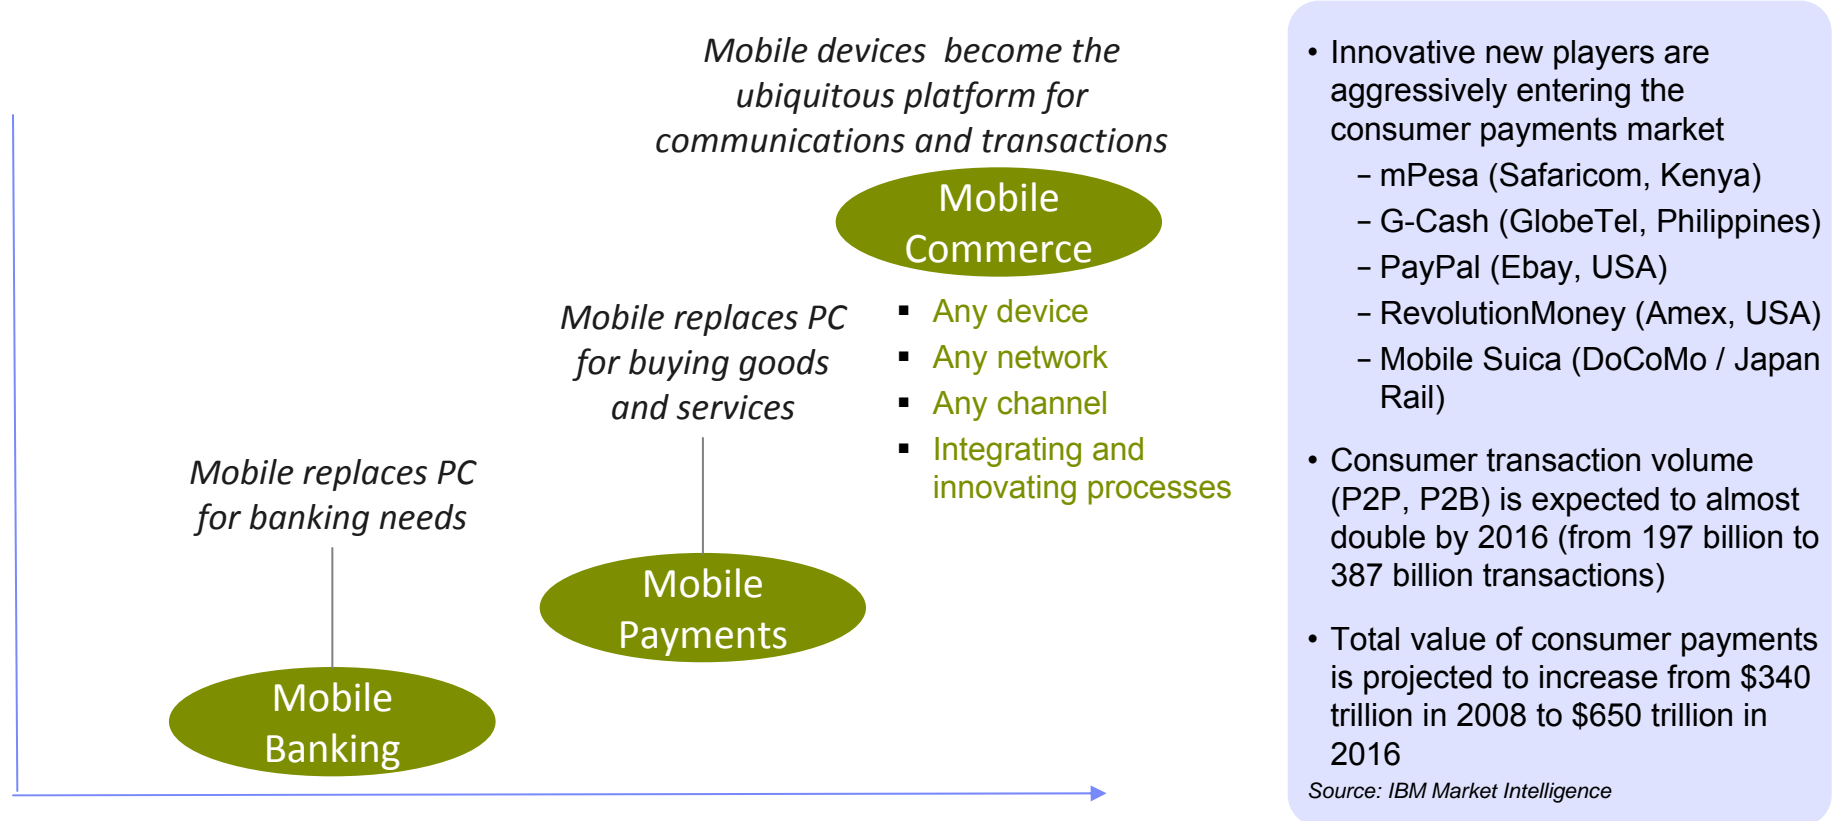 Mobile devices become the
ubiquitous platform for
communications and transactions
Mobile
Commerce
▪ Any device
▪ Any network
▪ Any channel
▪ Integrating and
innovating processes
Mobile replaces PC
for buying goods
and services
Mobile
Payments
Mobile replaces PC
for banking needs
Mobile
Banking
• Innovative new players are
aggressively entering the
consumer payments market
– mPesa (Safaricom, Kenya)
– G-Cash (GlobeTel, Philippines)
– PayPal (Ebay, USA)
– RevolutionMoney (Amex, USA)
– Mobile Suica (DoCoMo / Japan
Rail)
• Consumer transaction volume
(P2P, P2B) is expected to almost
double by 2016 (from 197 billion to
387 billion transactions)
• Total value of consumer payments
is projected to increase from $340
trillion in 2008 to $650 trillion in
2016
Source: IBM Market Intelligence